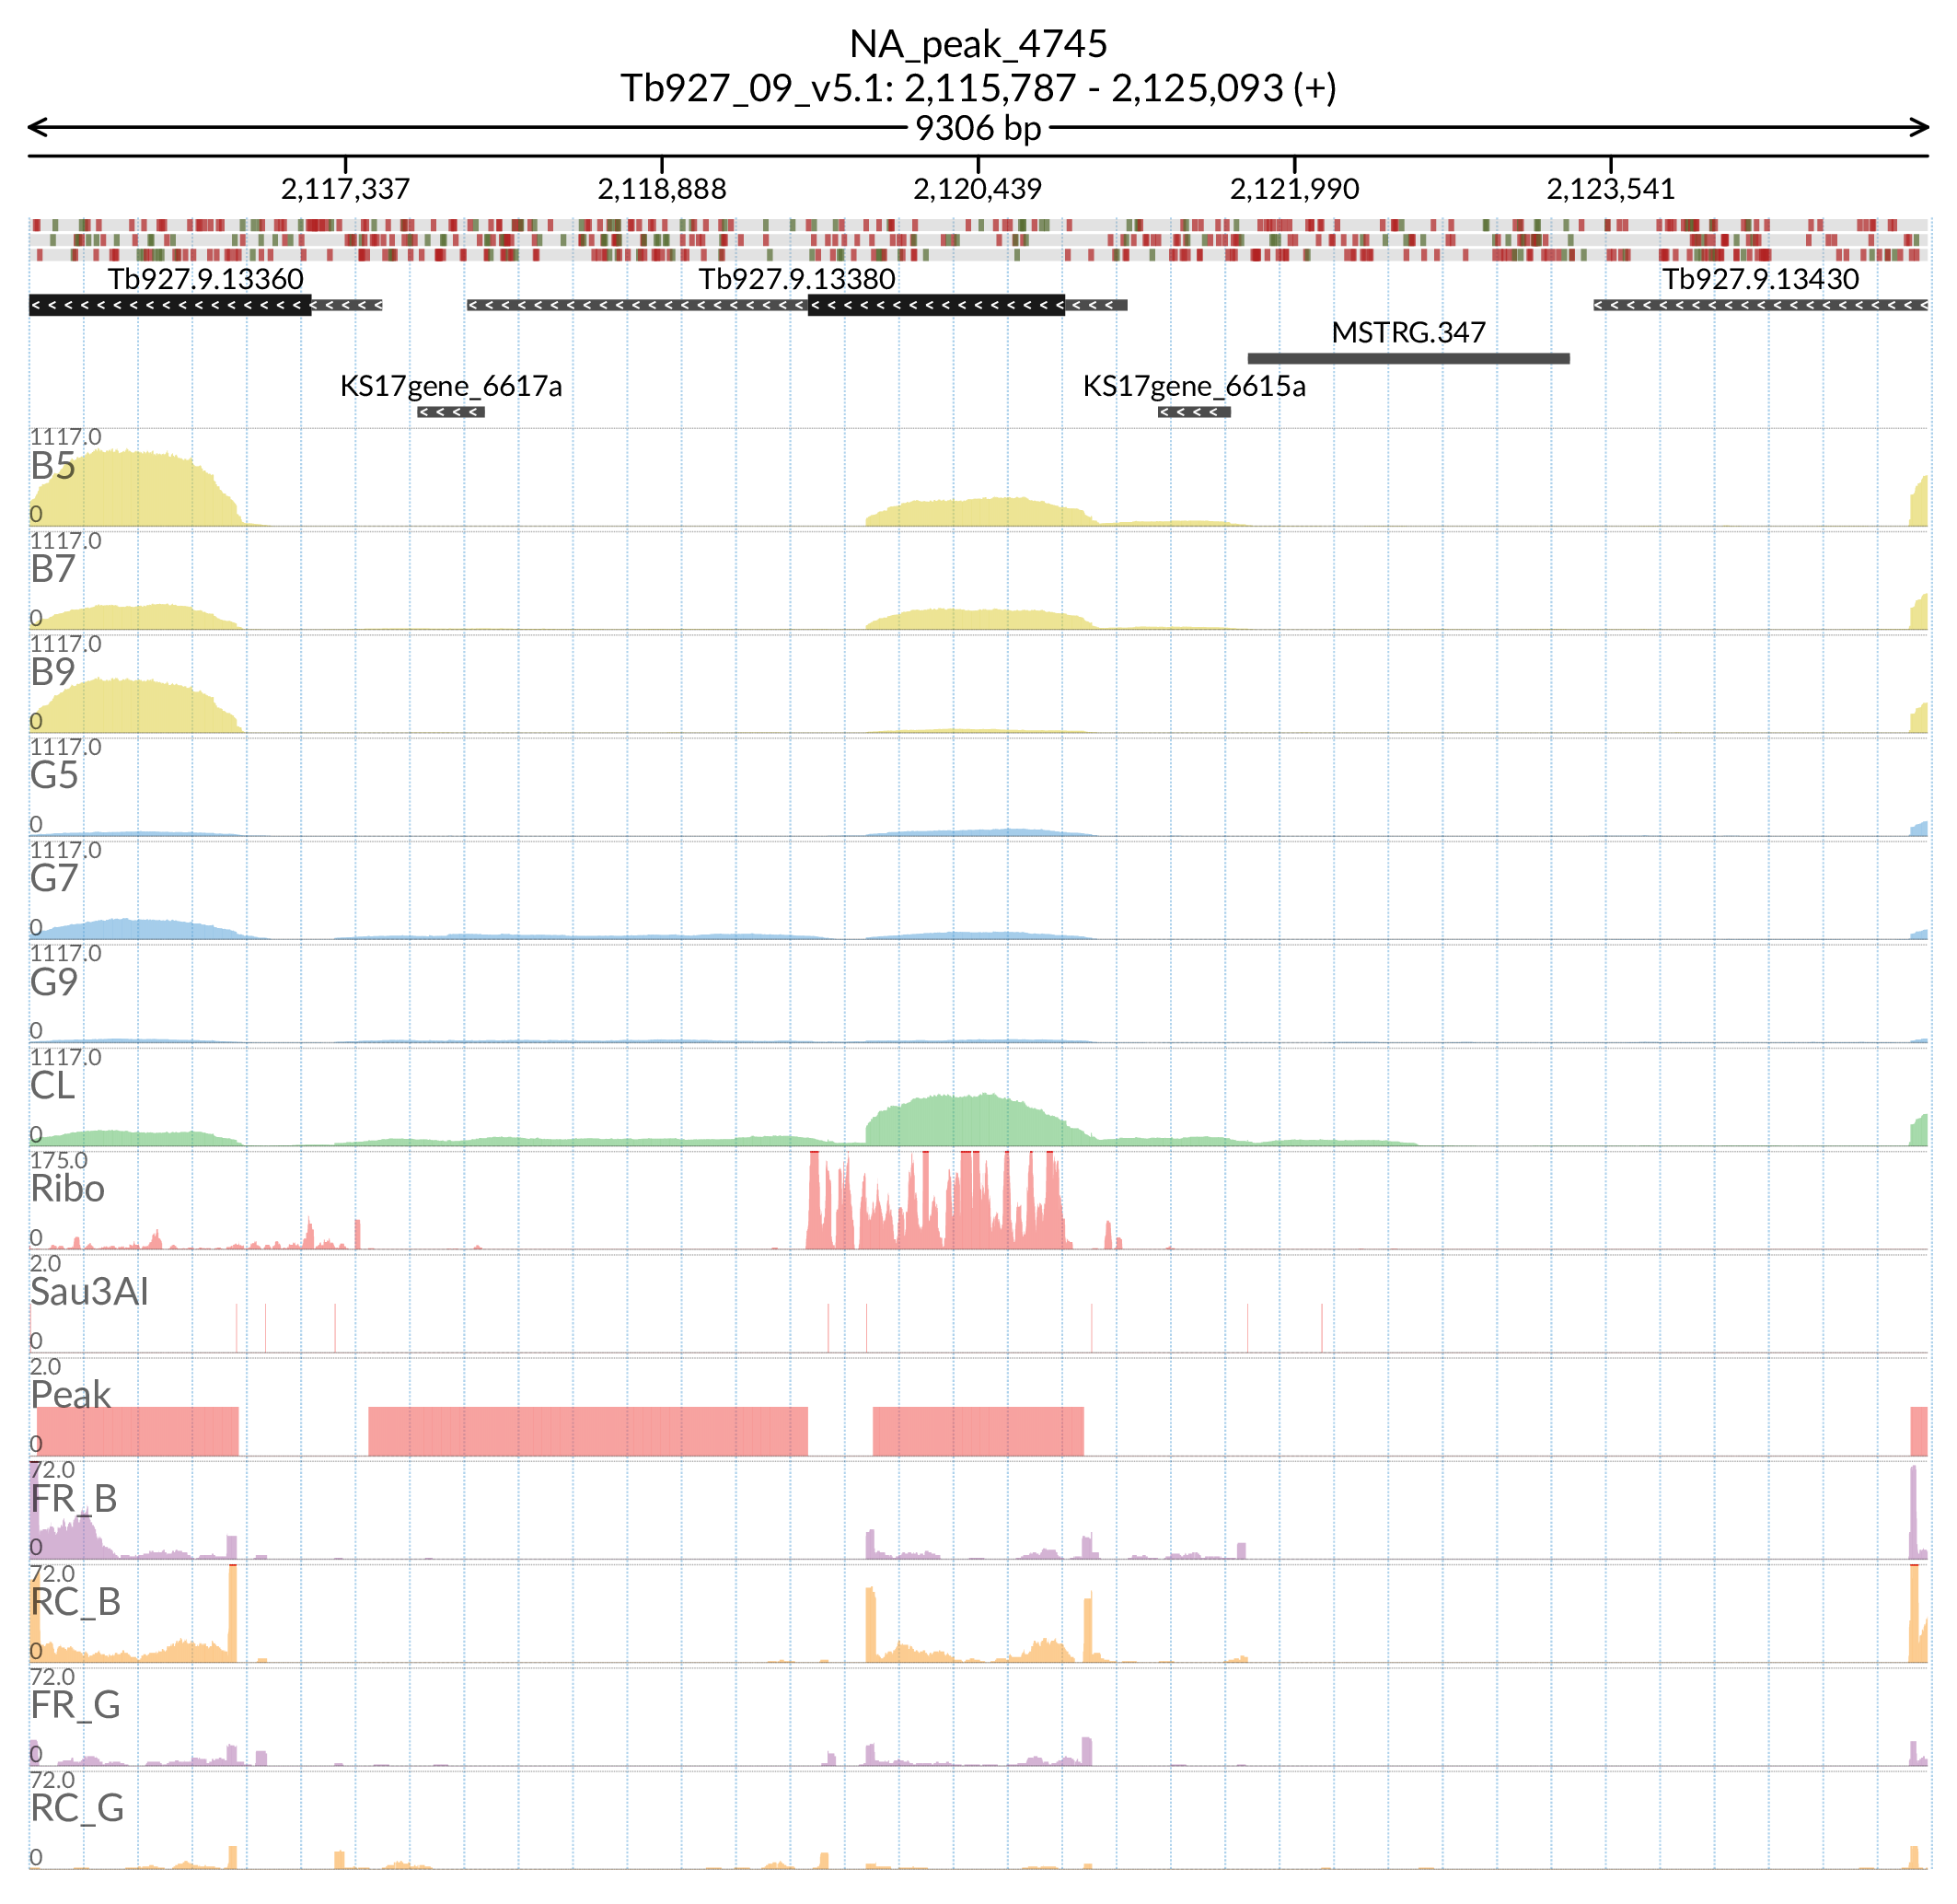 NA_peak_4745
Tb927_09_v5.1: 2,115,787 - 2,125,093 (+)
9306 bp
2,117,337 2,118,888 2,120,439 2,121,990 2,123,541
Tb927.9.13360 Tb927.9.13380 Tb927.9.13430
MSTRG.347
KS17gene_6617a KS17gene_6615a
1117.0
B5
0
1117.0
B7
0
1117.0
B9
0
1117.0
G5
0
1117.0
G7
0
1117.0
G9
0
1117.0
CL
0
175.0
Ribo
0
2.0
Sau3AI
0
2.0
Peak
0
72.0
FR_B
0
72.0
RC_B
0
72.0
FR_G
0
72.0
RC_G
0